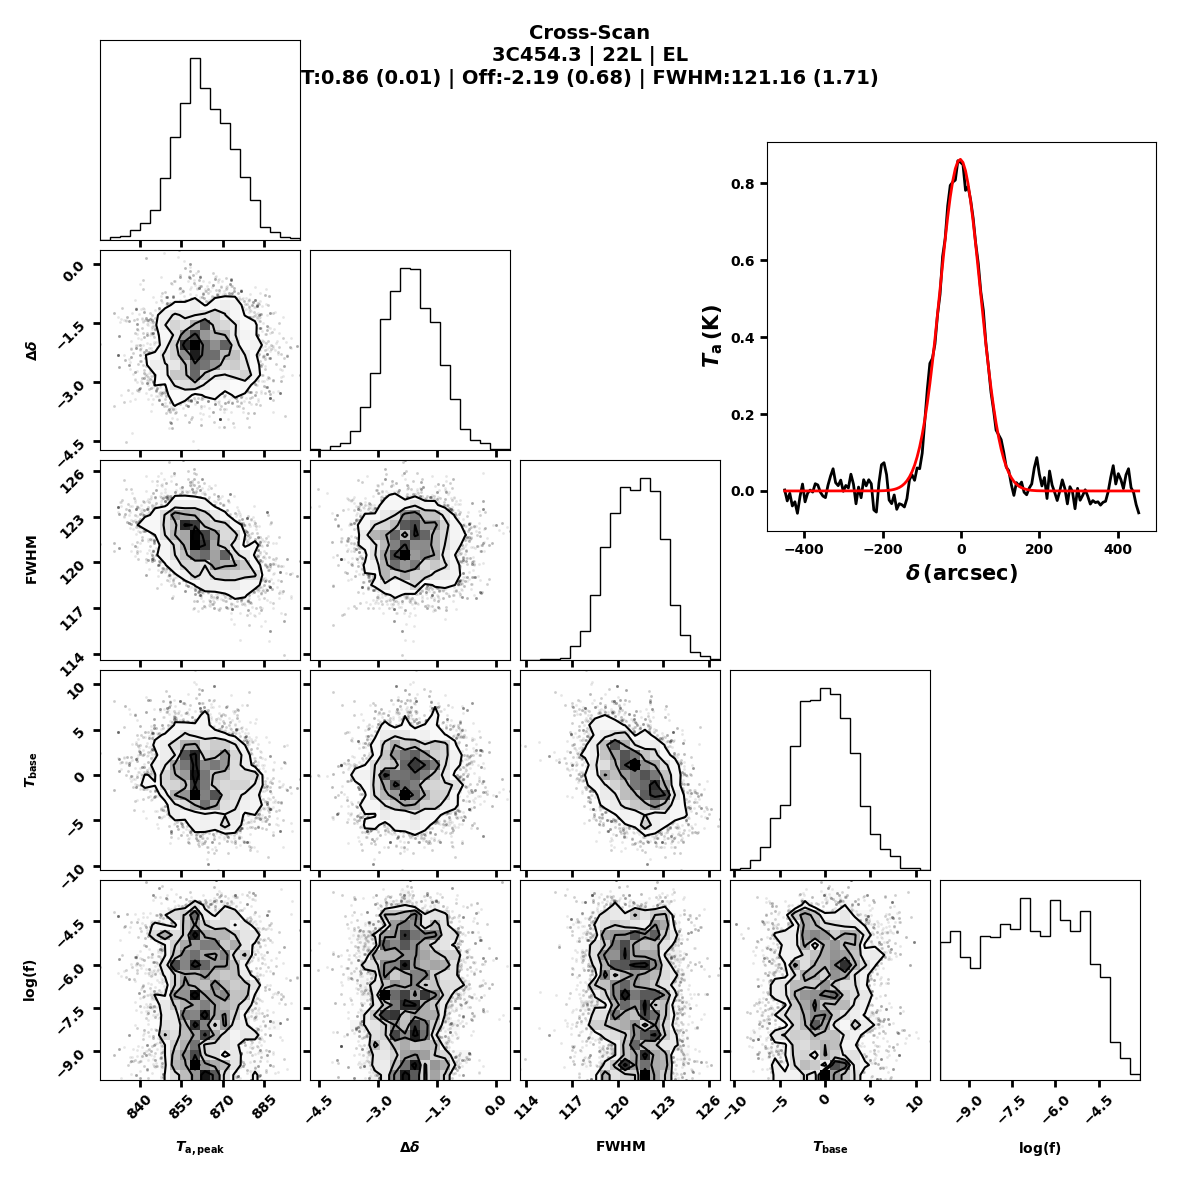 Cross-Scan
3C454.3 | 22L | EL
T:0.86 (0.01) | Off:-2.19 (0.68) | FWHM:121.16 (1.71)
0.8
0.6
0.4
0.2
0.0
T_a (K)
−400 −200 0 200 400
δ (arcsec)
0.0
−1.5
−3.0
−4.5
Δδ
126
123
120
117
114
FWHM
10
5
0
−5
−10
T_base
−4.5
−6.0
−7.5
−9.0
log(f)
840 855 870 885
−4.5 −3.0 −1.5 0.0
114 117 120 123 126
−10 −5 0 5 10
−9.0 −7.5 −6.0 −4.5
T_a,peak Δδ FWHM T_base log(f)